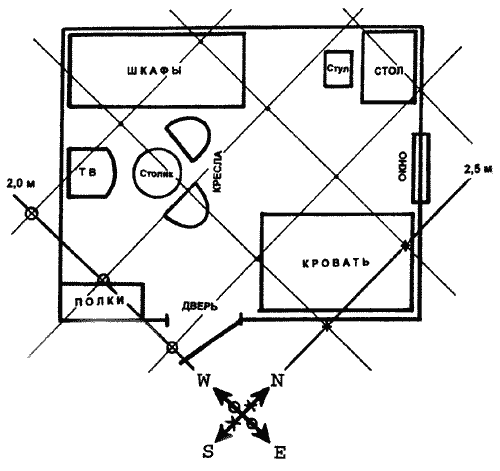 ШКАФЫ
Стул
СТОЛ
ТВ
Столик
КРЕСЛА
ОКНО
2,0 м
2,5 м
КРОВАТЬ
ПОЛКИ
ДВЕРЬ
W N
S E